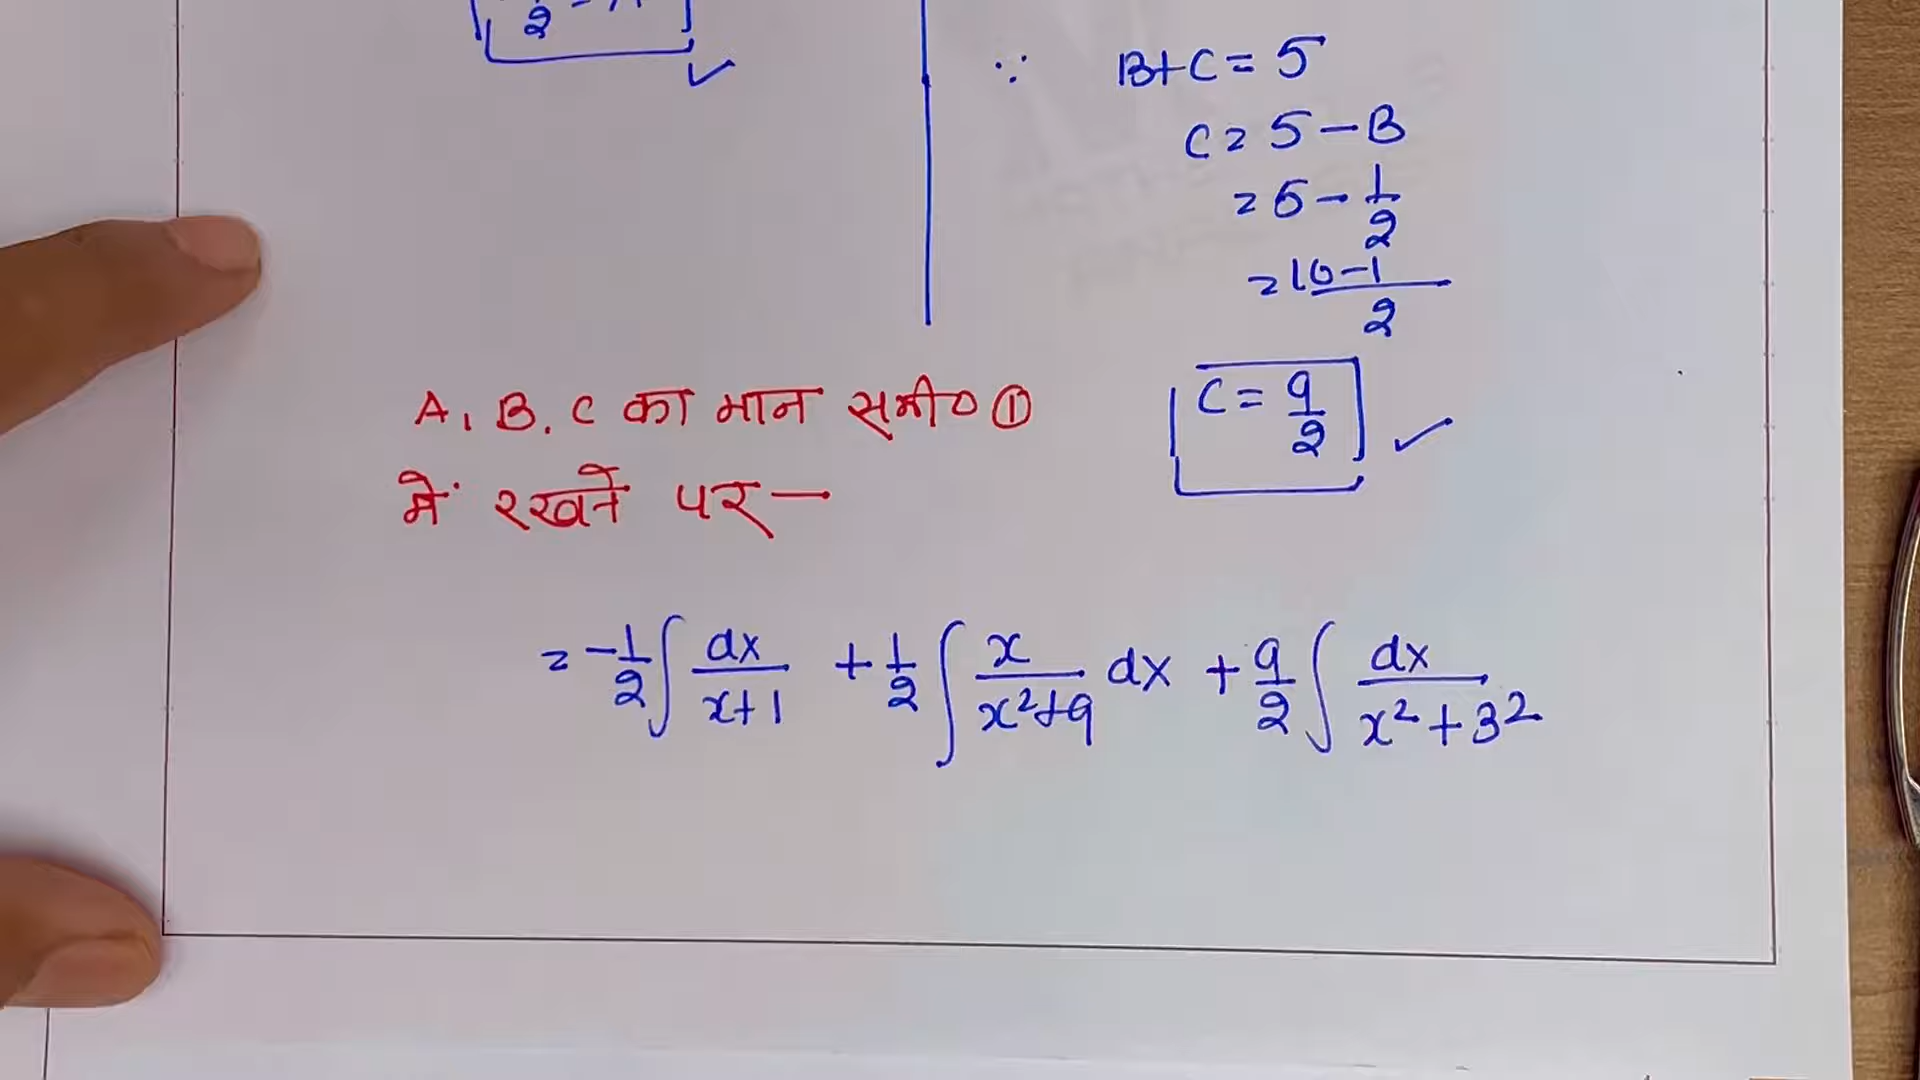 ∵ B+C = 5
C = 5 - B
= 5 - 1/2
= 10-1/2
C = 9/2 ✓
A, B, C का मान समी० ①
में रखने पर —
= -1/2 ∫ dx/x+1 + 1/2 ∫ x/x²+9 dx + 9/2 ∫ dx/x²+3²